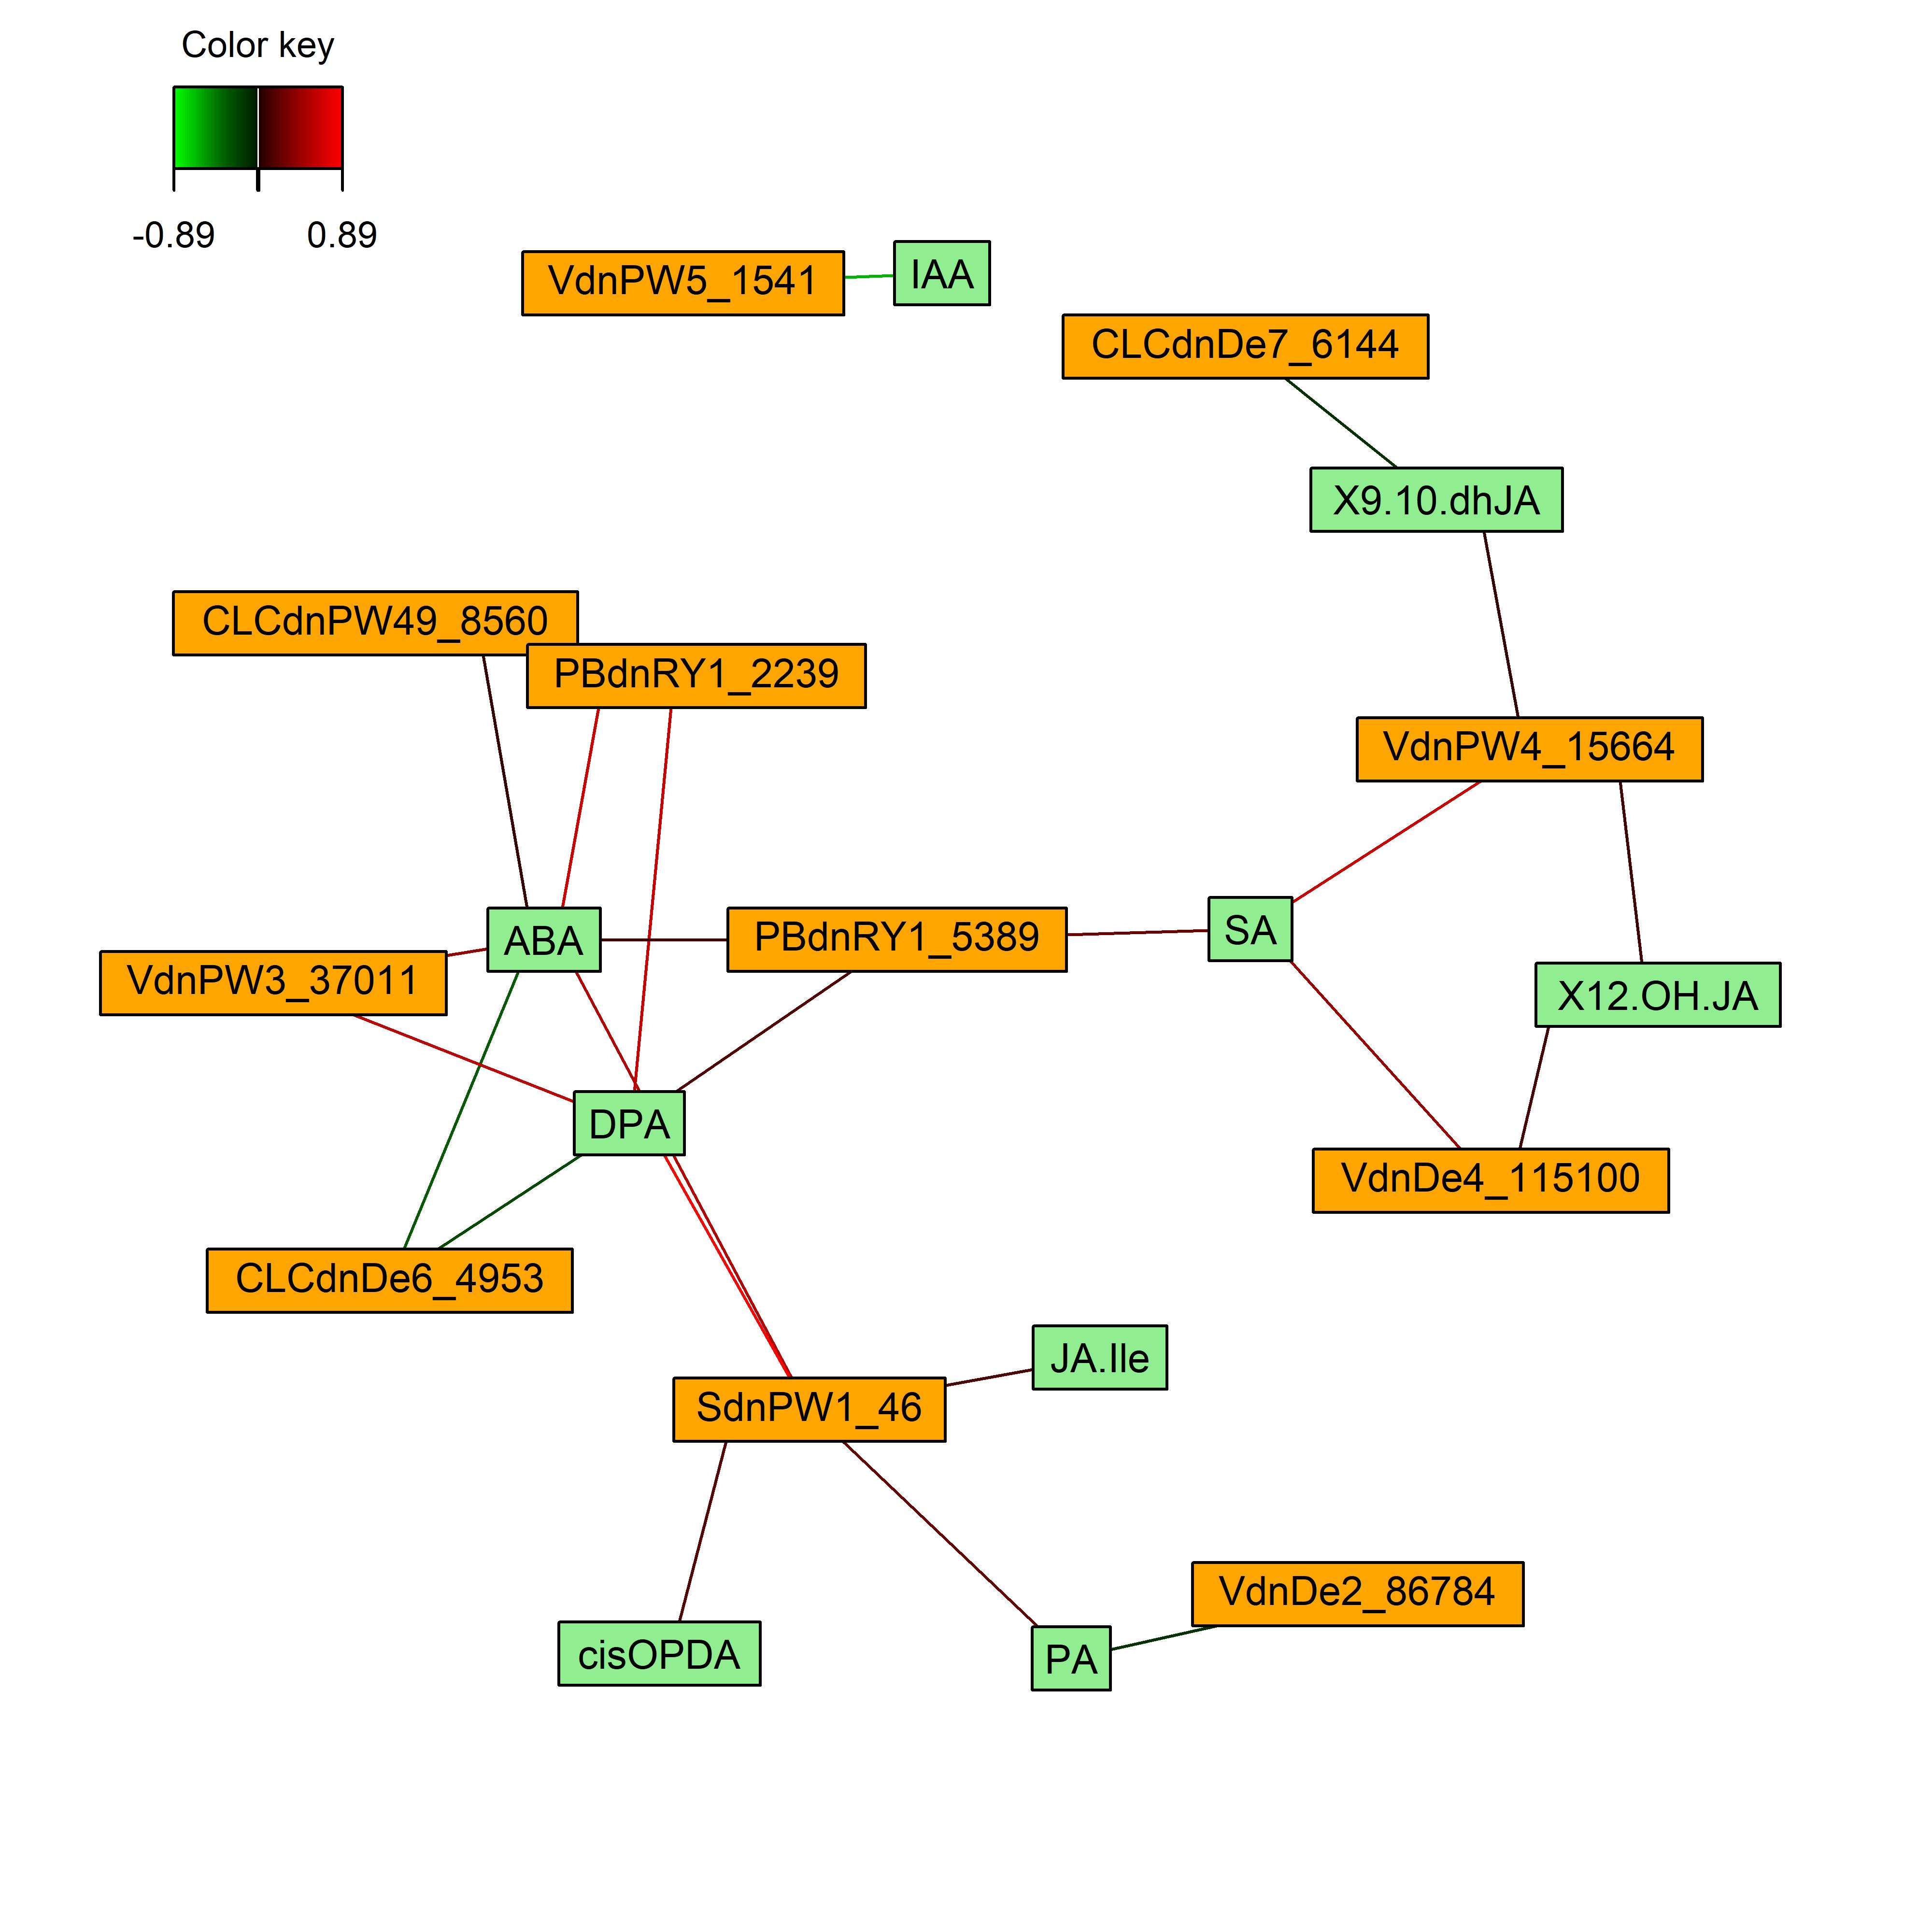 Color key
-0.89 0.89
VdnPW5_1541 IAA
CLCdnDe7_6144
X9.10.dhJA
CLCdnPW49_8560
PBdnRY1_2239
VdnPW4_15664
ABA PBdnRY1_5389 SA
VdnPW3_37011 X12.OH.JA
DPA
VdnDe4_115100
CLCdnDe6_4953
JA.Ile
SdnPW1_46
VdnDe2_86784
cisOPDA PA